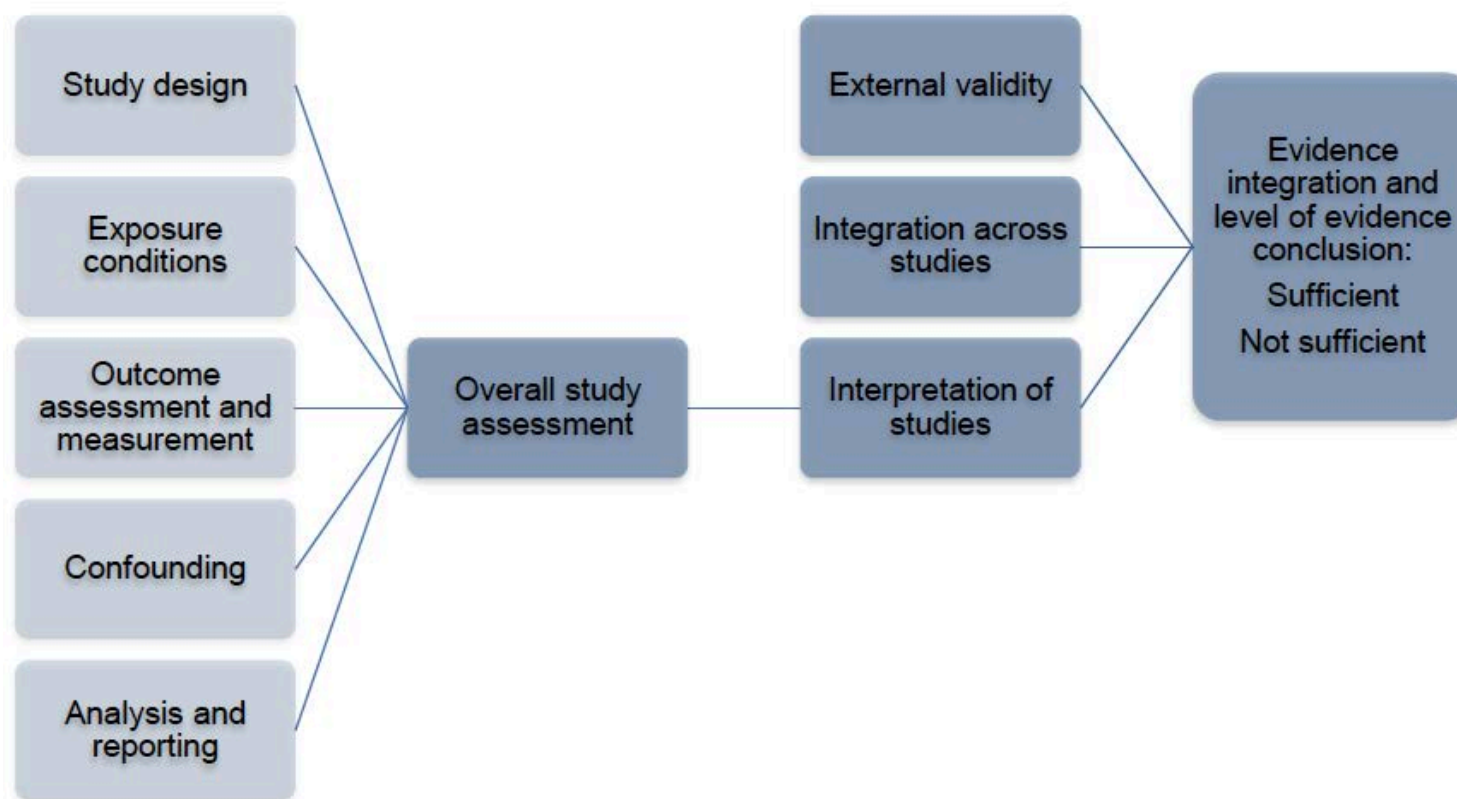 Study design
Exposure
conditions
Outcome
assessment and
measurement
Confounding
Analysis and
reporting
Overall study
assessment
External validity
Integration across
studies
Interpretation of
studies
Evidence
integration and
level of evidence
conclusion:
Sufficient
Not sufficient